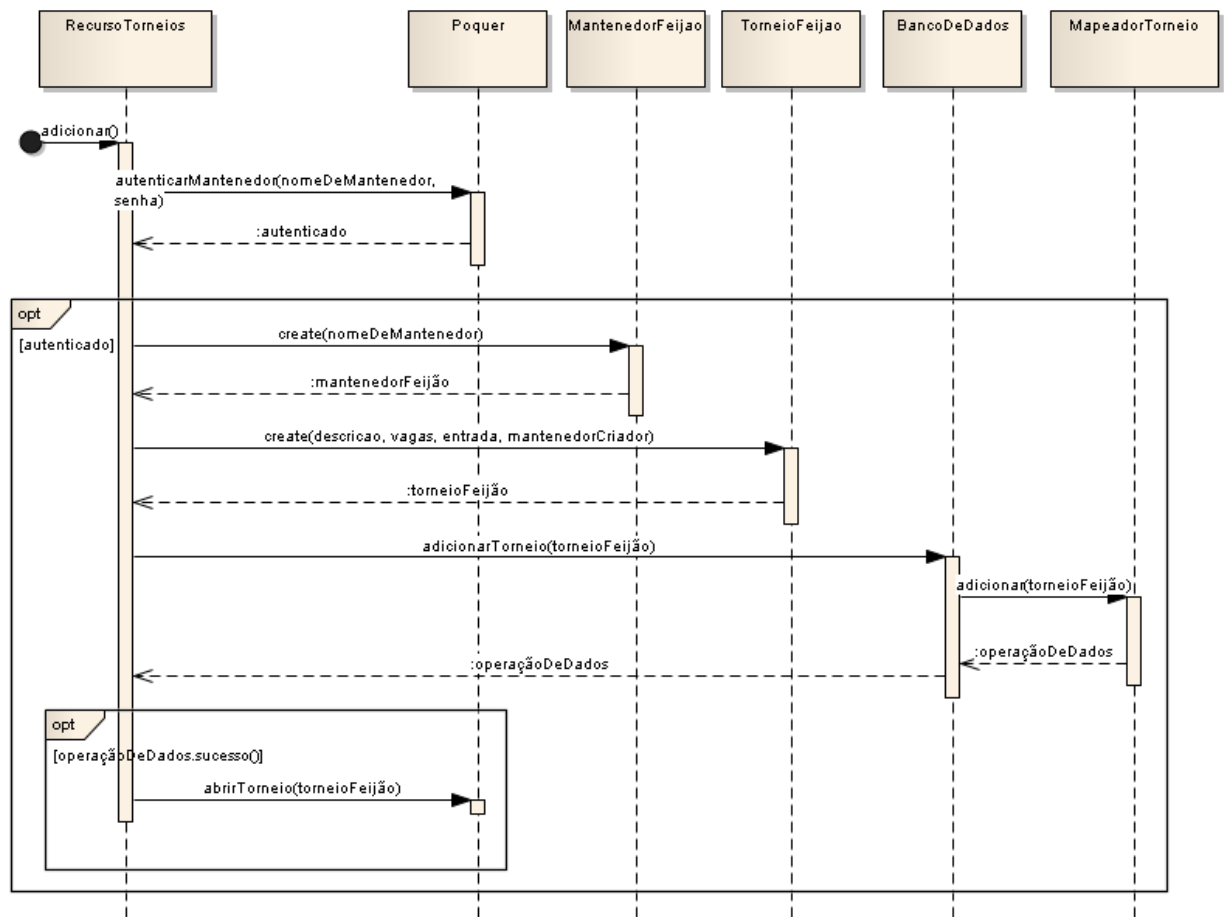 RecursoTorneios
Poquer
MantenedorFeijao
TorneioFeijao
BancoDeDados
MapeadorTorneio
adicionar()
autenticarMantenedor(nomeDeMantenedor,
senha)
:autenticado
opt
[autenticado]
create(nomeDeMantenedor)
:mantenedorFeijão
create(descricao, vagas, entrada, mantenedorCriador)
:torneioFeijão
adicionarTorneio(torneioFeijão)
adicionar(torneioFeijão)
:operaçãoDeDados
:operaçãoDeDados
opt
[operaçãoDeDados.sucesso()]
abrirTorneio(torneioFeijão)